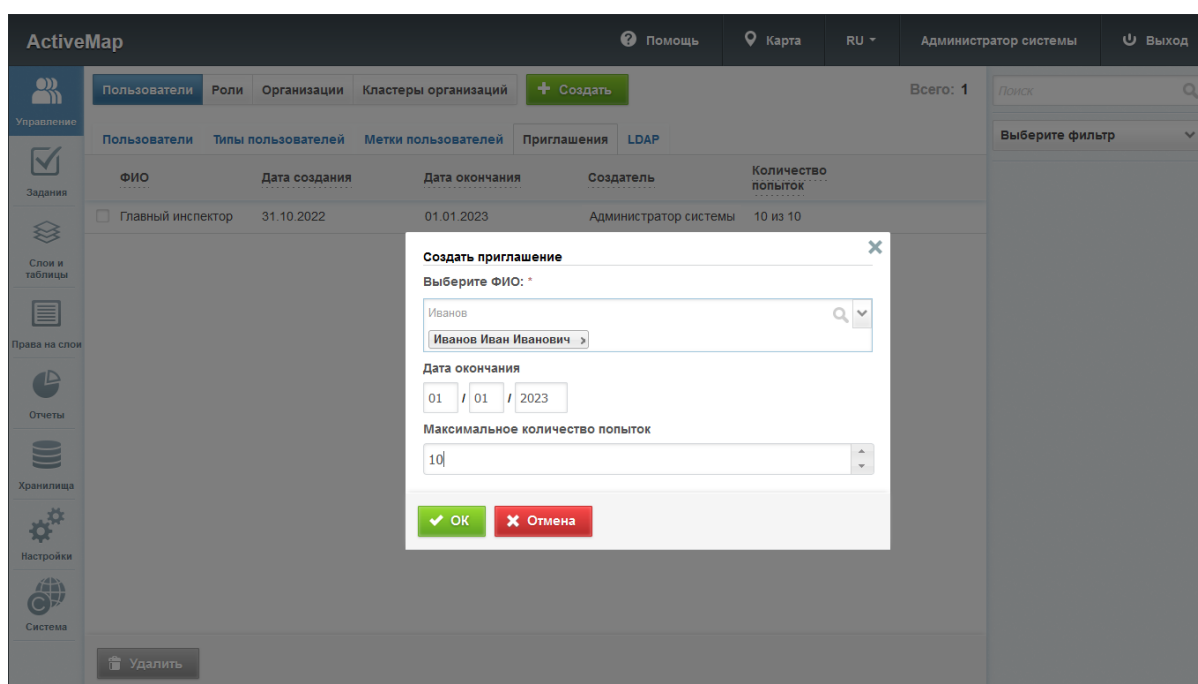 ActiveMap
Помощь
Карта
RU
Администратор системы
Выход
Управление
Задания
Слои и
таблицы
Права на слои
Отчеты
Хранилища
Настройки
Система
Пользователи Роли Организации Кластеры организаций Создать
Всего: 1
Поиск
Выберите фильтр
Пользователи Типы пользователей Метки пользователей Приглашения LDAP
ФИО Дата создания Дата окончания Создатель Количество
попыток
Главный инспектор 31.10.2022 01.01.2023 Администратор системы 10 из 10
Создать приглашение
Выберите ФИО: *
Иванов
Иванов Иван Иванович
Дата окончания
01 / 01 / 2023
Максимальное количество попыток
10
ОК Отмена
Удалить